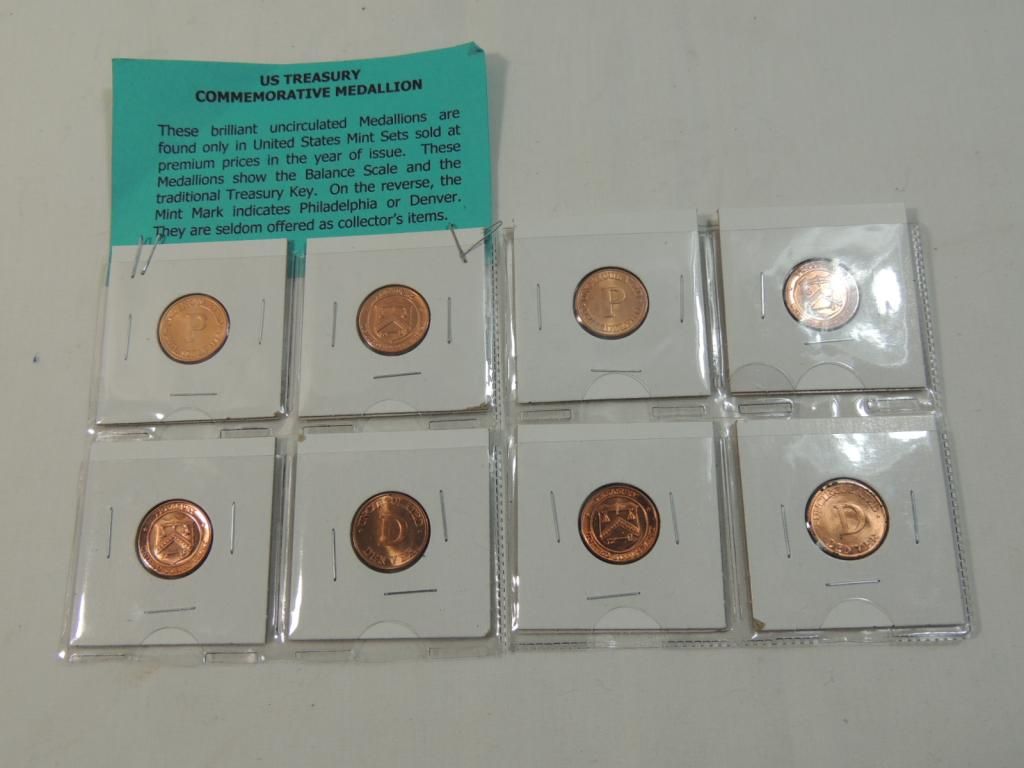 US TREASURY
COMMEMORATIVE MEDALLION
These brilliant uncirculated Medallions are
found only in United States Mint Sets sold at
premium prices in the year of issue. These
Medallions show the Balance Scale and the
traditional Treasury Key. On the reverse, the
Mint Mark indicates Philadelphia or Denver.
They are seldom offered as collector's items.
P
P
D
D
DENVER